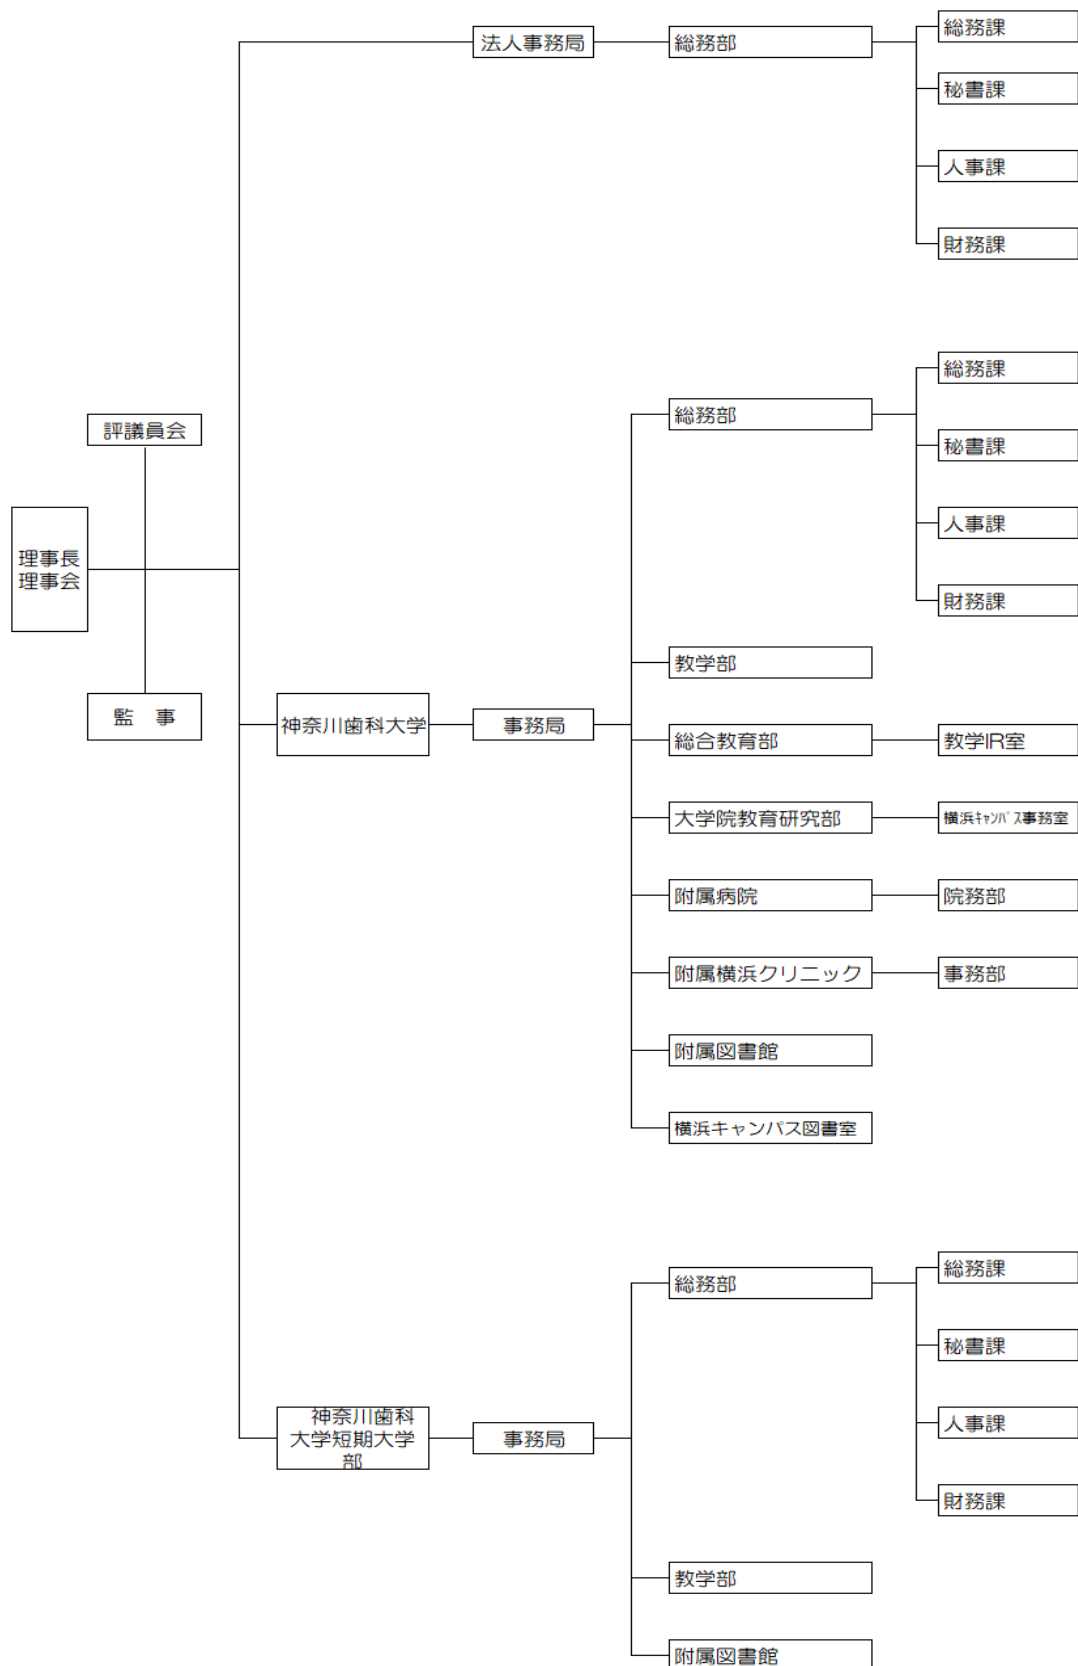 法人事務局
総務部
総務課
秘書課
人事課
財務課
評議員会
理事長
理事会
監　事
神奈川歯科大学
事務局
総務部
総務課
秘書課
人事課
財務課
教学部
総合教育部
教学IR室
大学院教育研究部
横浜ｷｬﾝﾊﾟｽ事務室
附属病院
院務部
附属横浜クリニック
事務部
附属図書館
横浜キャンパス図書室
神奈川歯科
大学短期大学
部
事務局
総務部
総務課
秘書課
人事課
財務課
教学部
附属図書館